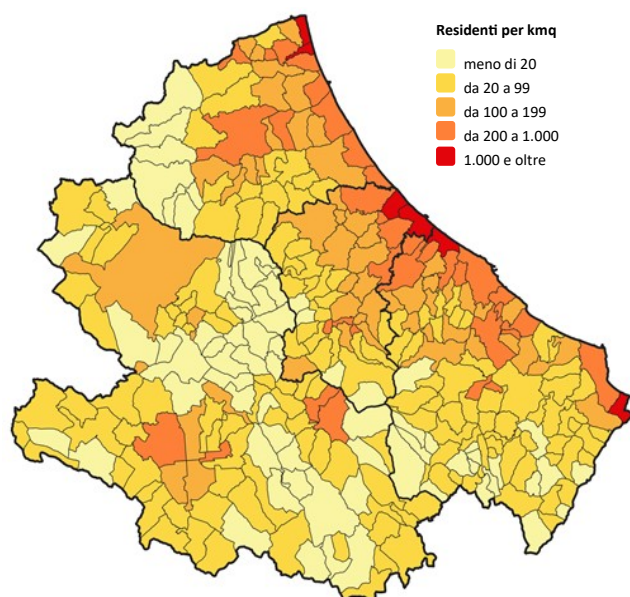 Residenti per kmq
meno di 20
da 20 a 99
da 100 a 199
da 200 a 1.000
1.000 e oltre